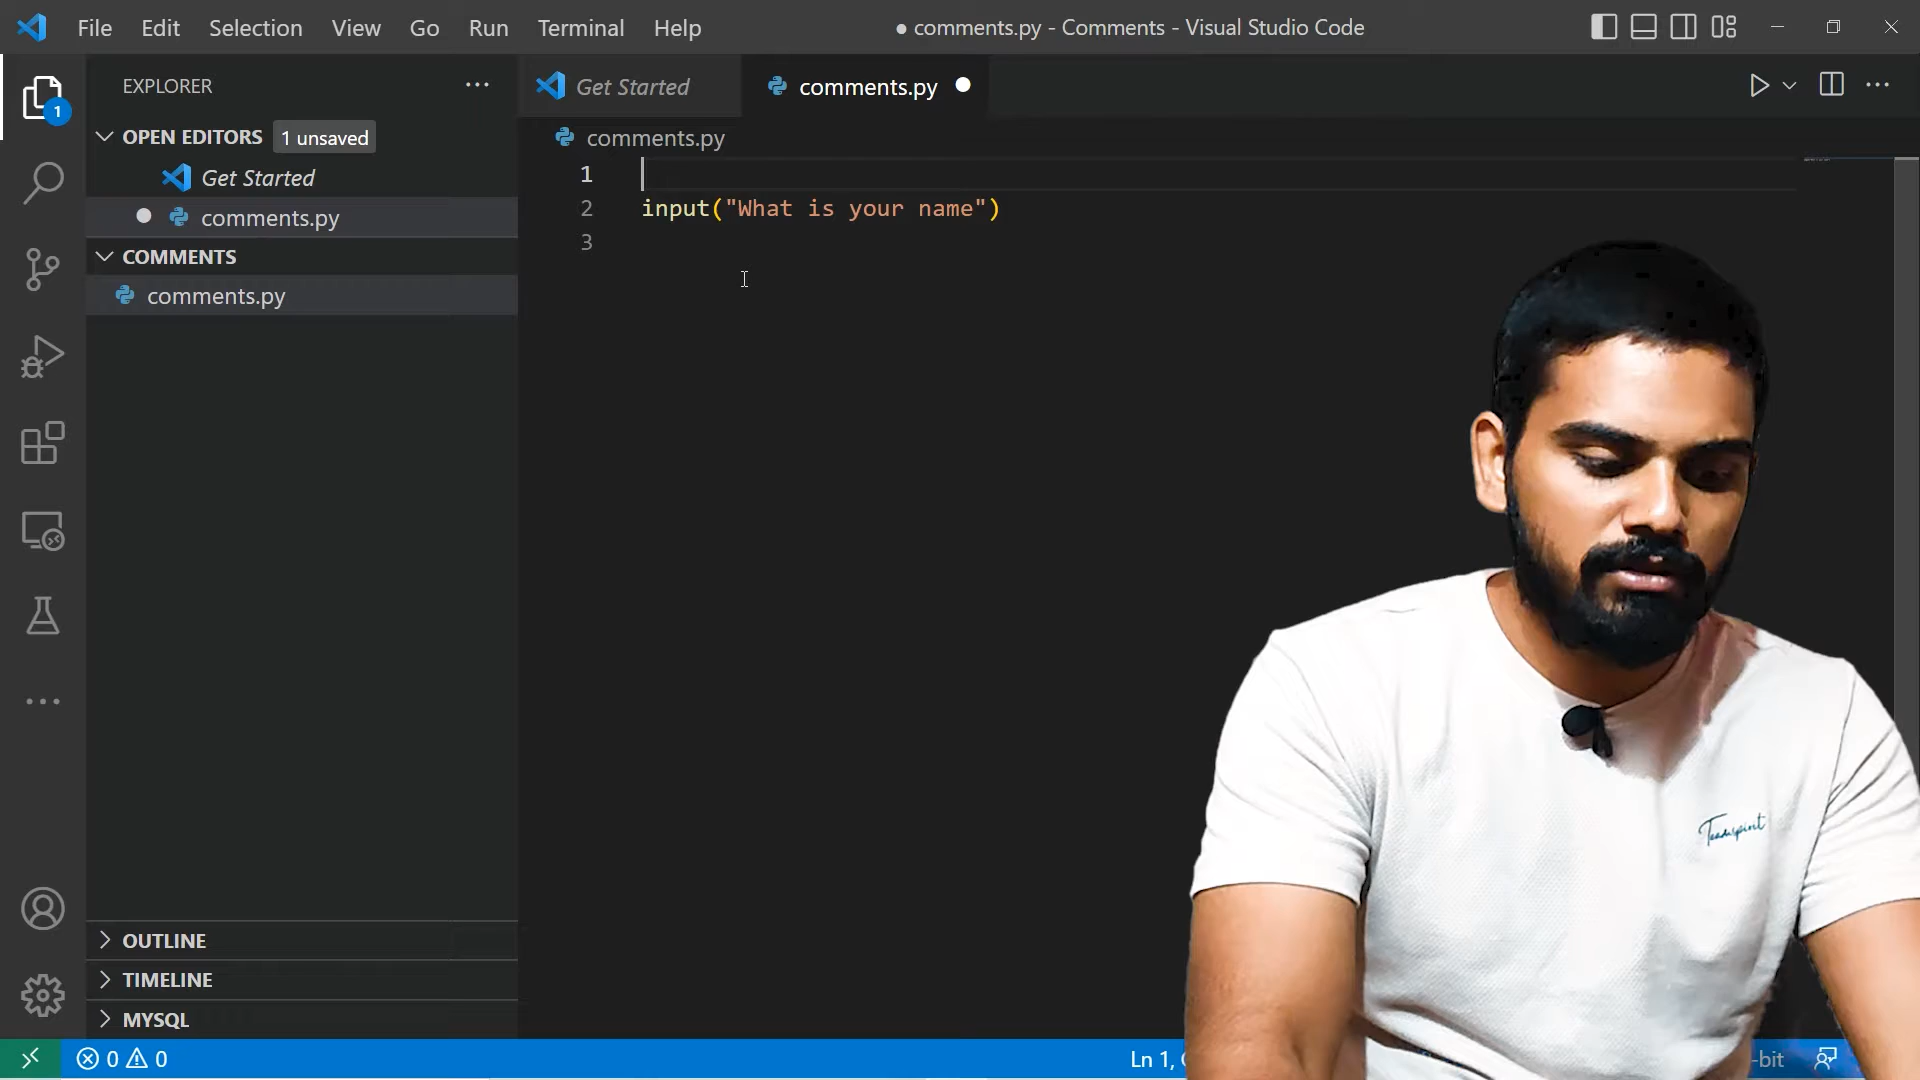 File Edit Selection View Go Run Terminal Help
● comments.py - Comments - Visual Studio Code
EXPLORER
OPEN EDITORS 1 unsaved
Get Started
comments.py
COMMENTS
comments.py
OUTLINE
TIMELINE
MYSQL
1
Get Started
comments.py
comments.py
1
2 input("What is your name")
3
Teamspirit
0 0
Ln 1,
-bit